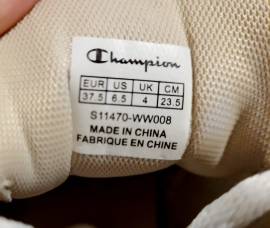 Champion
EUR US UK CM
37.5 6.5 4 23.5
S11470-WW008
MADE IN CHINA
FABRIQUE EN CHINE